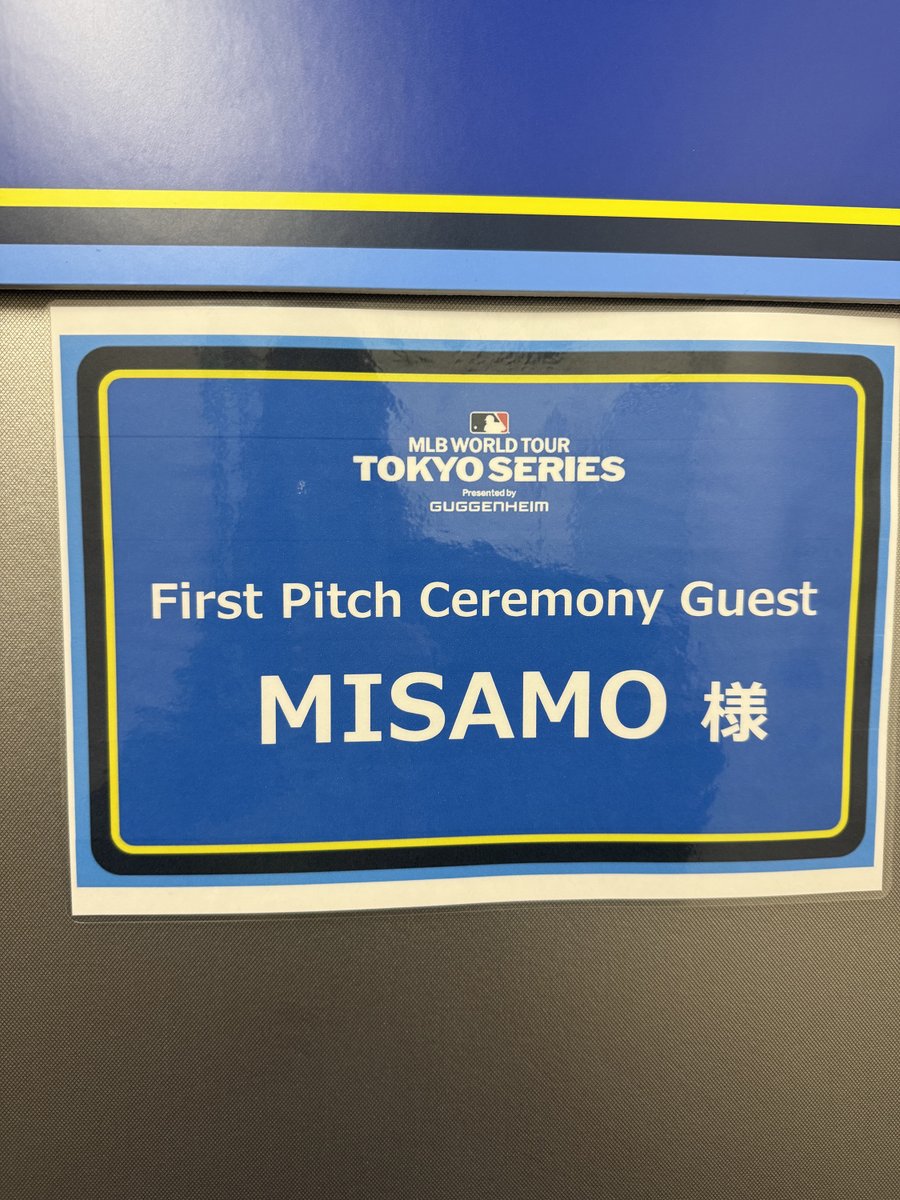 MLB WORLD TOUR
TOKYO SERIES
Presented by
GUGGENHEIM
First Pitch Ceremony Guest
MISAMO 様